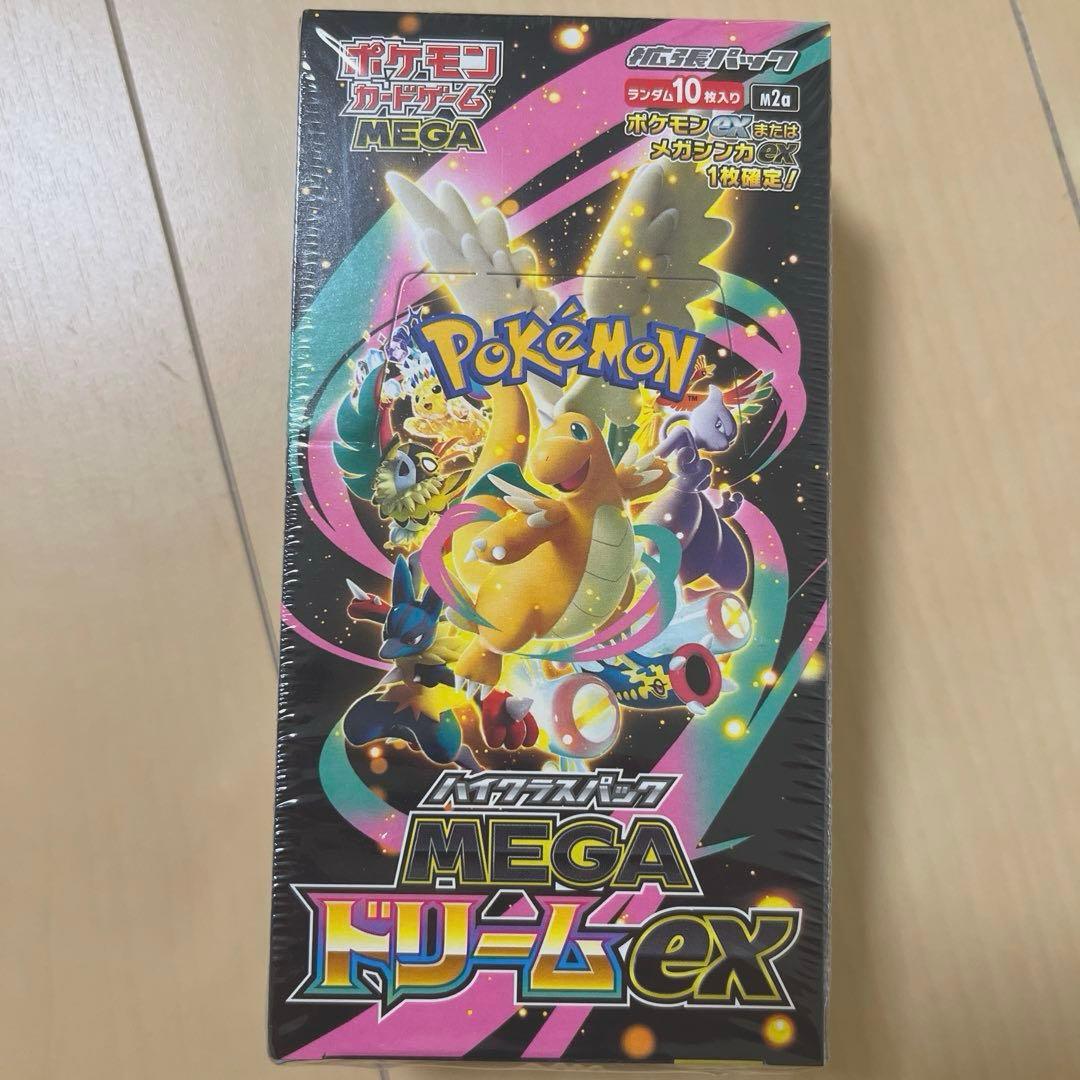 ポケモン
カードゲーム™
MEGA
拡張パック
ランダム10枚入り M2a
ポケモンexまたは
メガシンカex
1枚確定!
POKéMON™
ハイクラスパック
MEGA
ドリームex